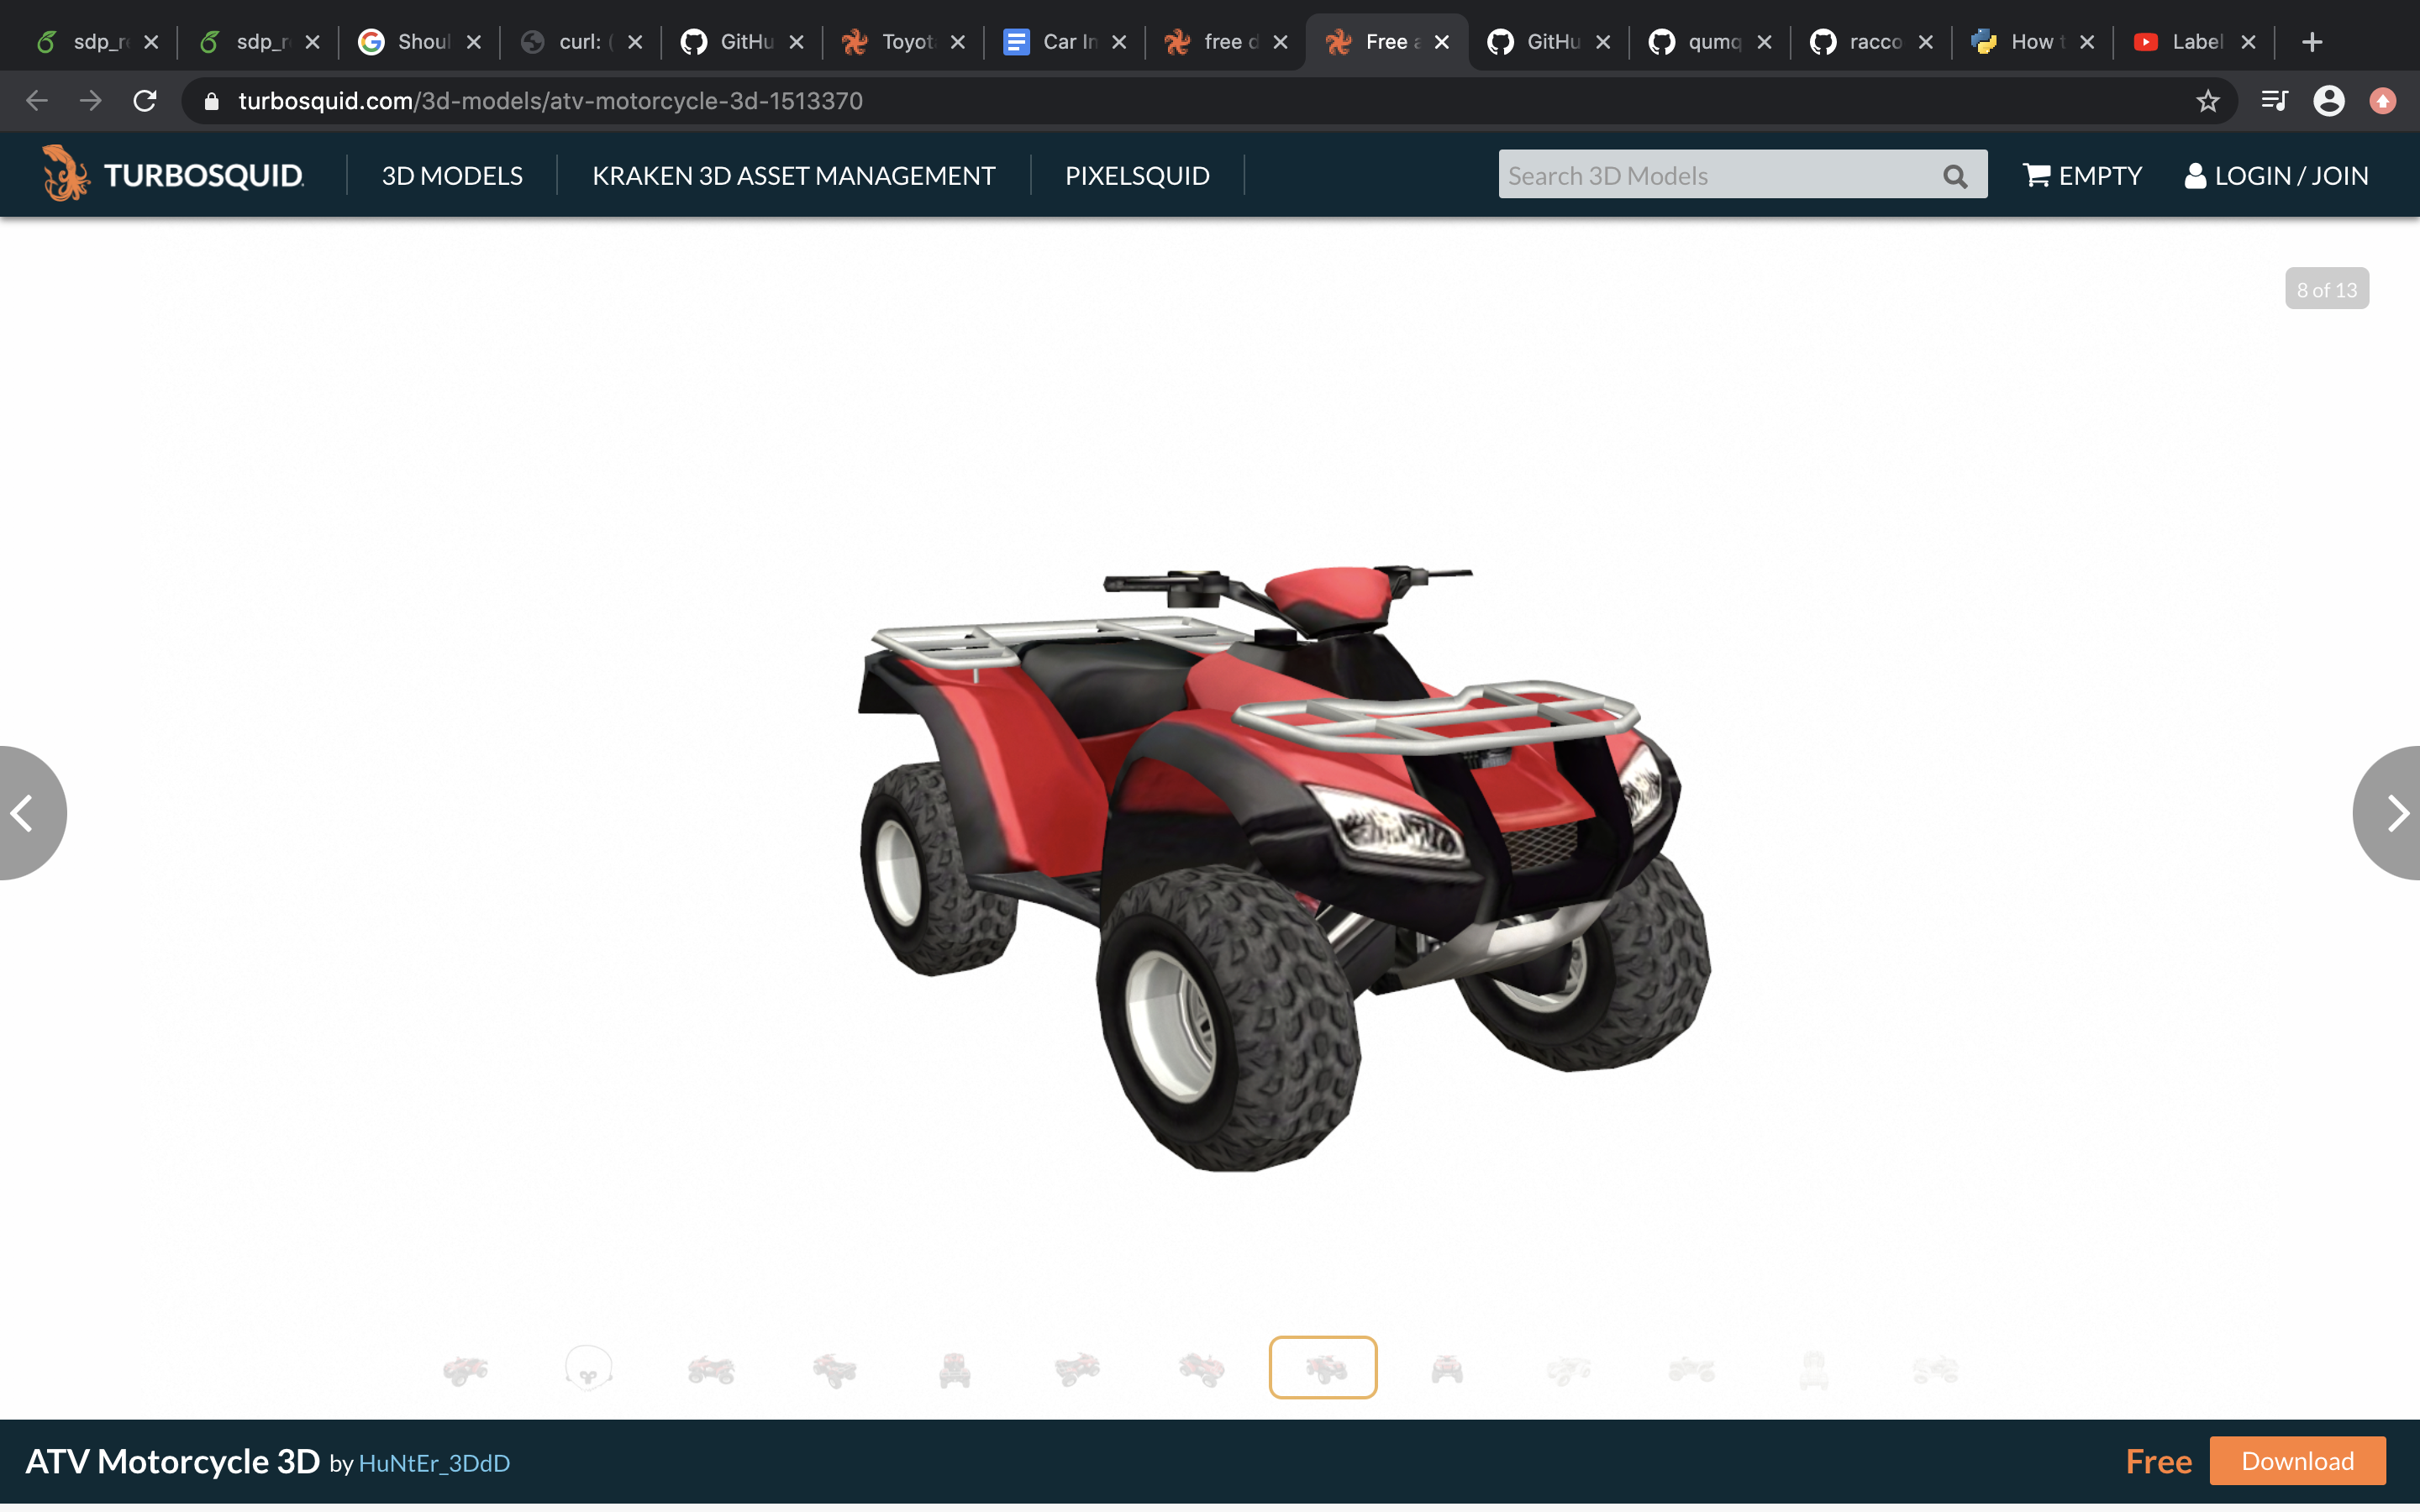 sdp_re
sdp_r
Shoul
curl: (
GitHu
Toyot
Car In
free d
Free a
GitHu
qumq
racco
How t
Label
turbosquid.com/3d-models/atv-motorcycle-3d-1513370
TURBOSQUID
3D MODELS
KRAKEN 3D ASSET MANAGEMENT
PIXELSQUID
Search 3D Models
EMPTY
LOGIN / JOIN
8 of 13
ATV Motorcycle 3D by HuNtEr_3DdD
Free
Download